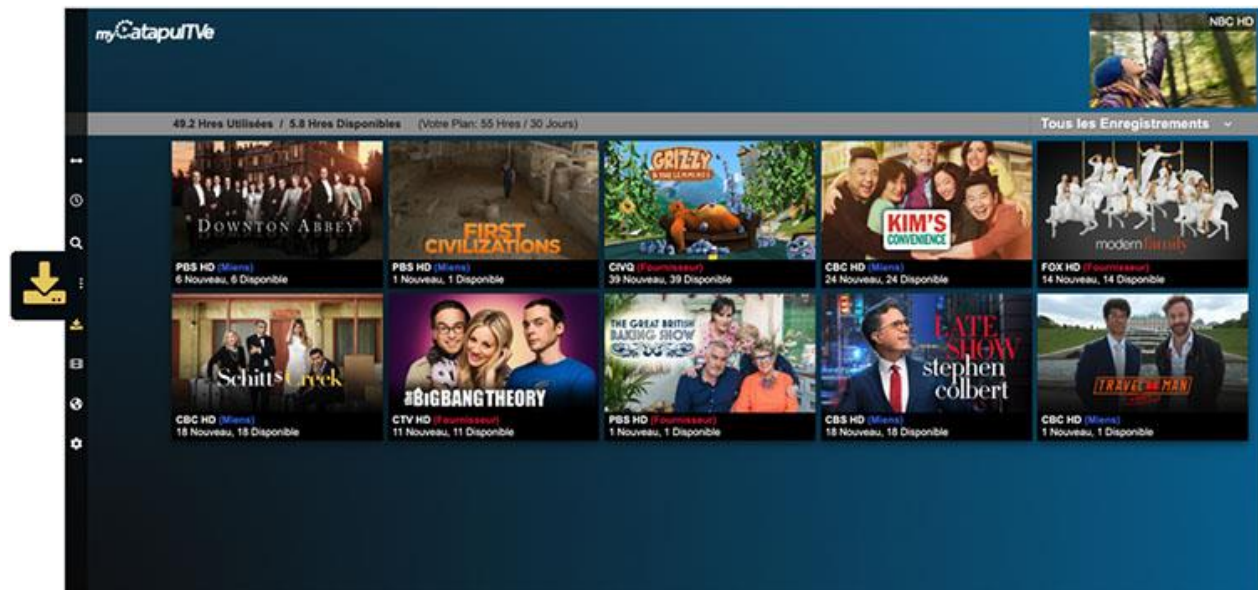 myCatapulTVe
NBC HD
49.2 Hres Utilisées / 5.8 Hres Disponibles (Votre Plan: 55 Hres / 30 Jours)
Tous les Enregistrements
DOWNTON ABBEY
PBS HD (Miens)
6 Nouveau, 6 Disponible
FIRST
CIVILIZATIONS
PBS HD (Miens)
1 Nouveau, 1 Disponible
GRIZZY
& THE LEMMINGS
CIVQ (Fournisseur)
39 Nouveau, 39 Disponible
KIM'S
CONVENIENCE
CBC HD (Miens)
24 Nouveau, 24 Disponible
modern family
FOX HD (Fournisseur)
14 Nouveau, 14 Disponible
Schitt's Creek
CBC HD (Miens)
18 Nouveau, 18 Disponible
THE BIG BANG THEORY
CTV HD (Fournisseur)
11 Nouveau, 11 Disponible
THE GREAT BRITISH
BAKING SHOW
PBS HD (Fournisseur)
1 Nouveau, 1 Disponible
LATE
SHOW
stephen
colbert
CBS HD (Miens)
18 Nouveau, 18 Disponible
TRAVEL MAN
CBC HD (Miens)
1 Nouveau, 1 Disponible